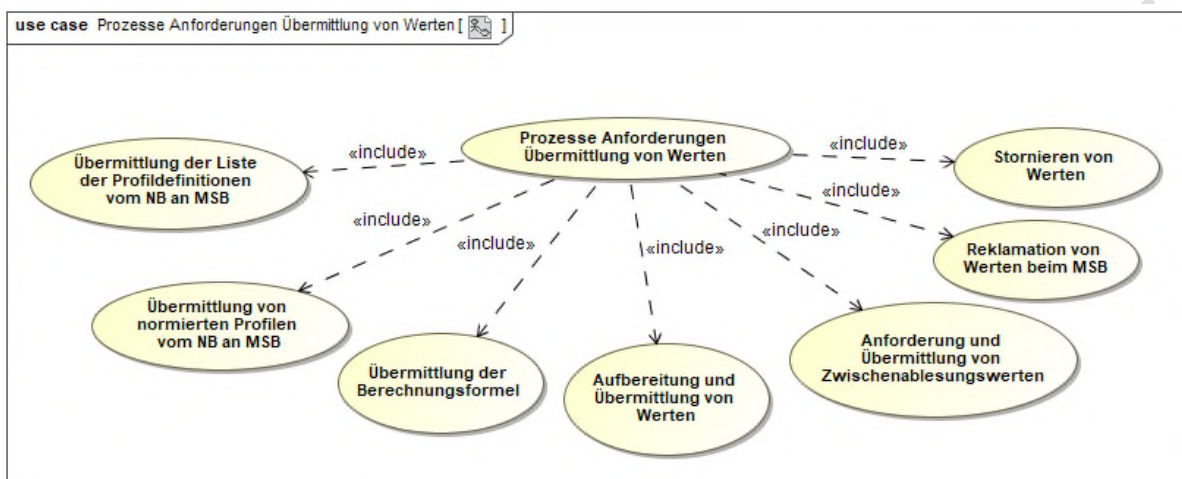 use case Prozesse Anforderungen Übermittlung von Werten [ ]
Prozesse Anforderungen
Übermittlung von Werten
«include»
Übermittlung der Liste
der Profildefinitionen
vom NB an MSB
«include»
Stornieren von
Werten
«include»
Übermittlung von
normierten Profilen
vom NB an MSB
«include»
Übermittlung der
Berechnungsformel
«include»
Aufbereitung und
Übermittlung von
Werten
«include»
Anforderung und
Übermittlung von
Zwischenablesungswerten
«include»
Reklamation von
Werten beim MSB